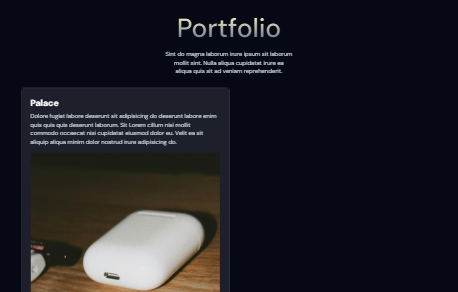 Portfolio
Sint do magna laborum irure ipsum sit laborum
mollit sint. Nulla aliqua cupidatat irure ea
aliqua quis sit ad veniam reprehenderit.
Palace
Dolore fugiat labore deserunt sit adipisicing do deserunt labore enim
quis quis quis deserunt laborum. Sit Lorem cillum nisi mollit
commodo occaecat nisi cupidatat eiusmod dolor eu. Velit ea sit
aliquip aliqua minim dolor nostrud irure adipisicing do.